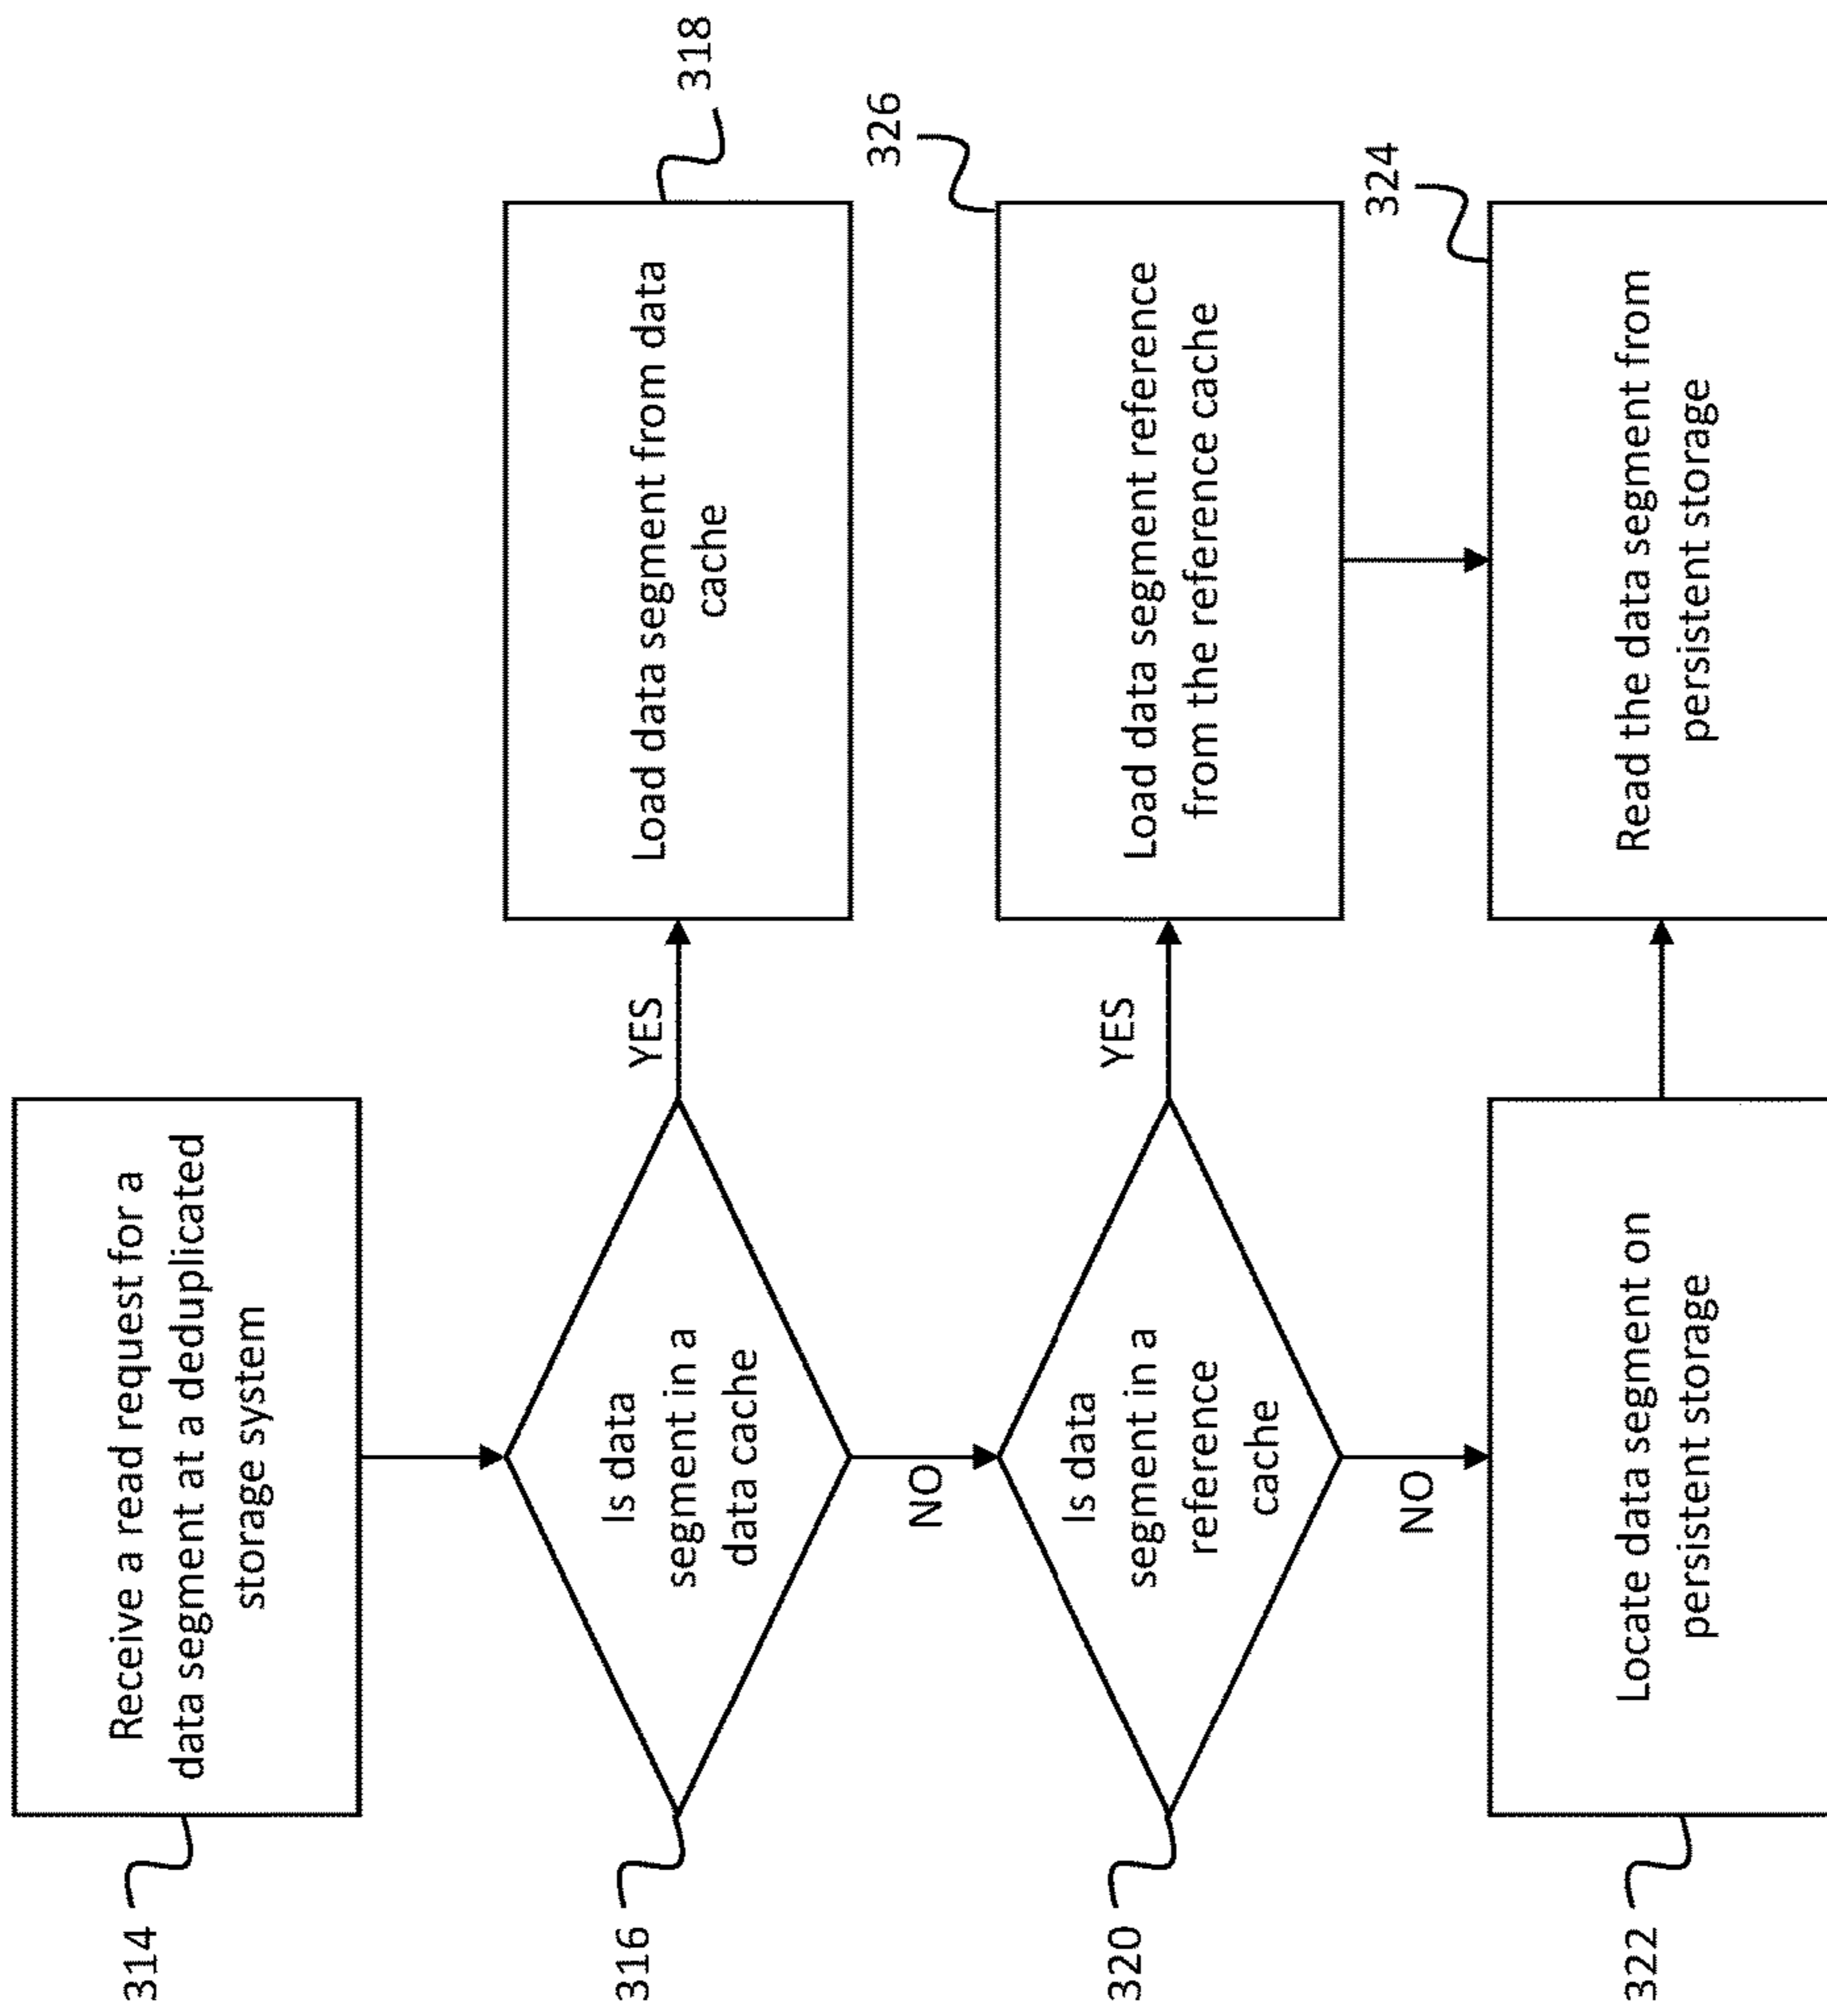 314
Receive a read request for a
data segment at a deduplicated
storage system
316
Is data
segment in a
data cache
YES
Load data segment from data
cache
318
NO
320
Is data
segment in a
reference
cache
YES
Load data segment reference
from the reference cache
326
NO
322
Locate data segment on
persistent storage
Read the data segment from
persistent storage
324